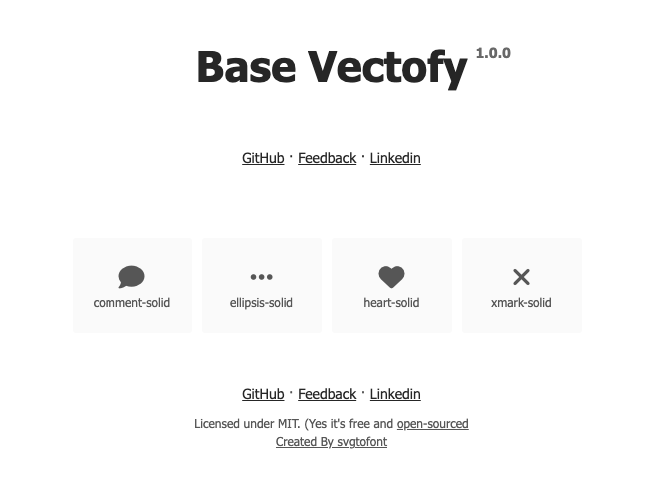 Base Vectofy 1.0.0
GitHub · Feedback · Linkedin
comment-solid
ellipsis-solid
heart-solid
xmark-solid
GitHub · Feedback · Linkedin
Licensed under MIT. (Yes it's free and open-sourced
Created By svgtofont